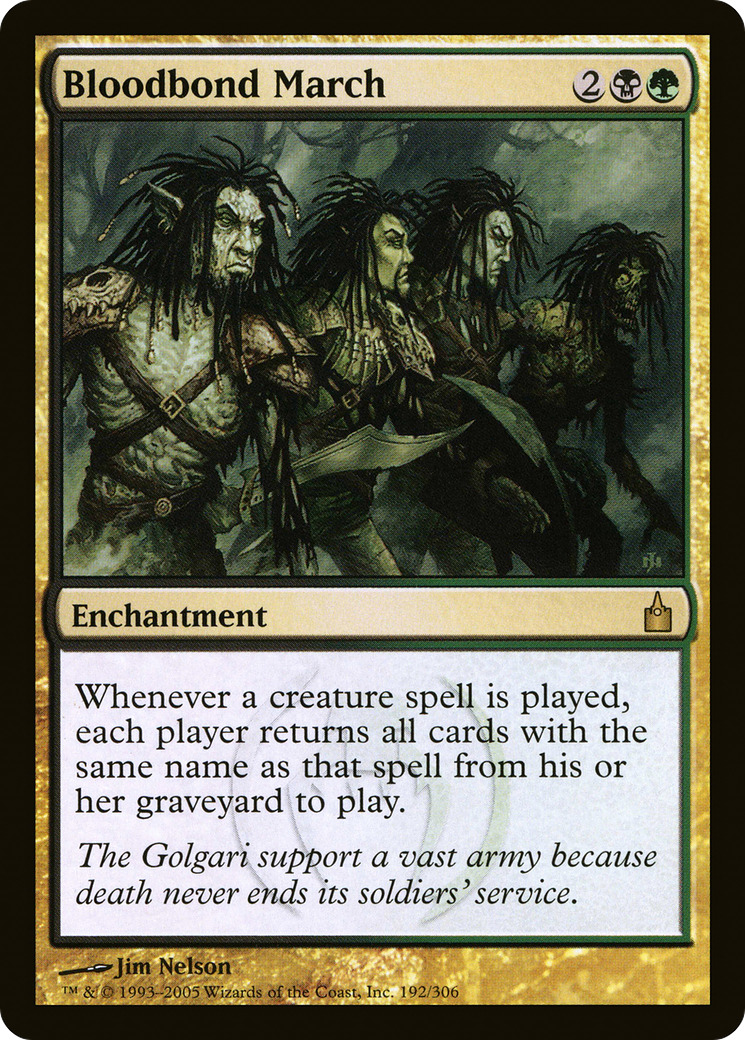 Bloodbond March 2
Enchantment
Whenever a creature spell is played,
each player returns all cards with the
same name as that spell from his or
her graveyard to play.
The Golgari support a vast army because
death never ends its soldiers' service.
Jim Nelson
™ & © 1993–2005 Wizards of the Coast, Inc. 192/306